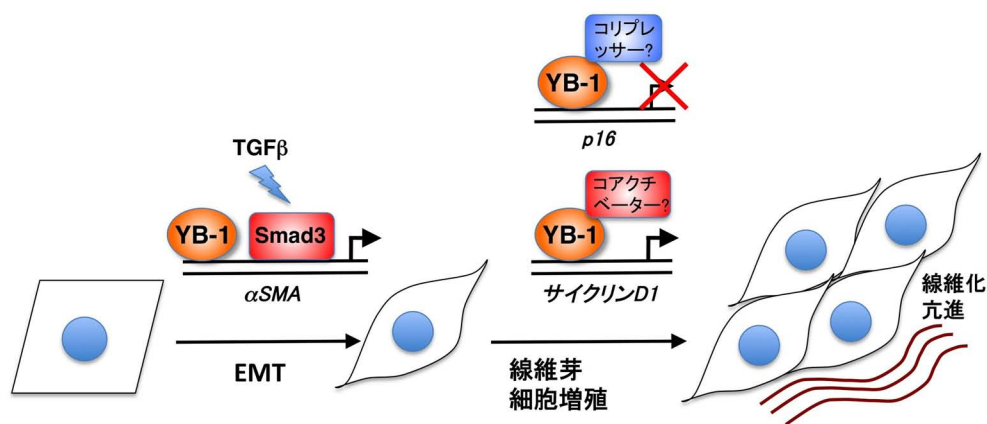 コリプレ
ッサー?
YB-1
p16
TGFβ
コアクチ
ベーター?
YB-1
Smad3
YB-1
αSMA
サイクリンD1
線維化
亢進
EMT
線維芽
細胞増殖